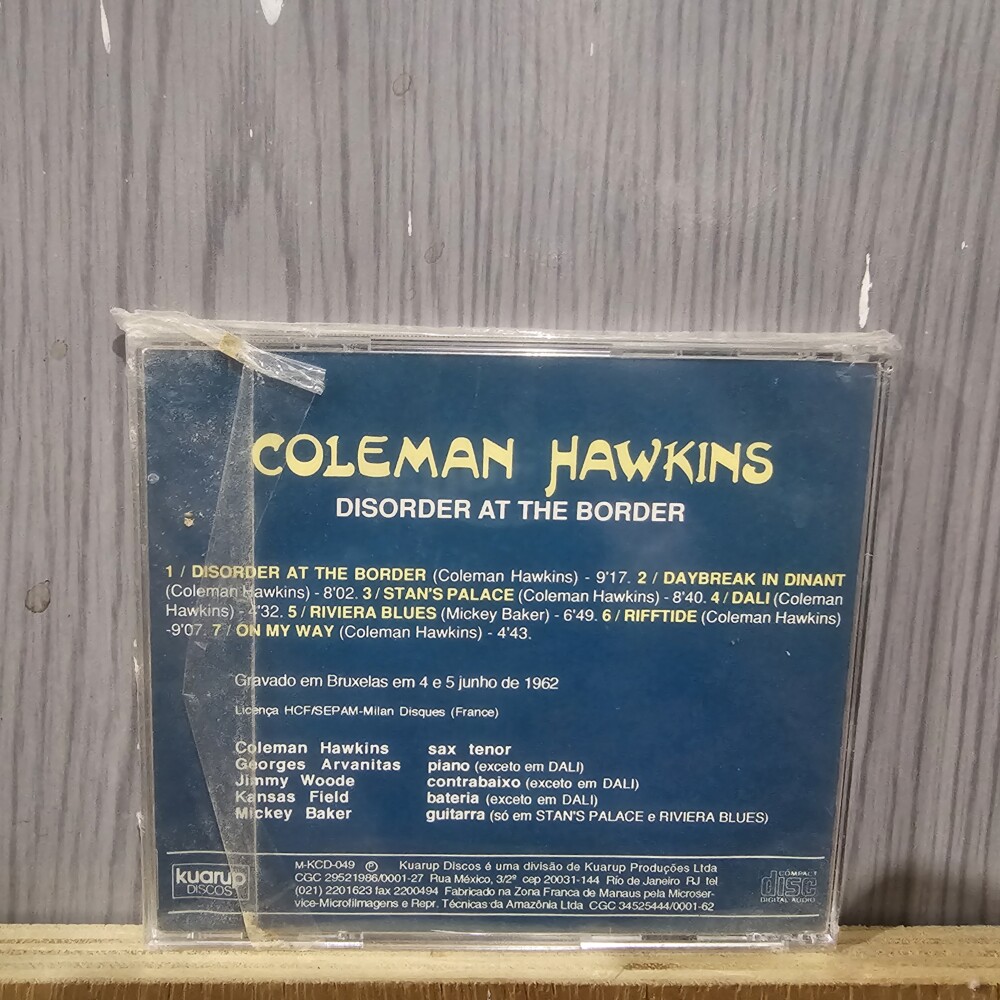 COLEMAN HAWKINS
DISORDER AT THE BORDER
1 / DISORDER AT THE BORDER (Coleman Hawkins) - 9'17. 2 / DAYBREAK IN DINANT
(Coleman Hawkins) - 8'02. 3 / STAN'S PALACE (Coleman Hawkins) - 8'40. 4 / DALI (Coleman
Hawkins) - 4'32. 5 / RIVIERA BLUES (Mickey Baker) - 6'49. 6 / RIFFTIDE (Coleman Hawkins)
-9'07. 7 / ON MY WAY (Coleman Hawkins) - 4'43.
Gravado em Bruxelas em 4 e 5 junho de 1962
Licença HCF/SEPAM-Milan Disques (France)
Coleman Hawkins sax tenor
Georges Arvanitas piano (exceto em DALI)
Jimmy Woode contrabaixo (exceto em DALI)
Kansas Field bateria (exceto em DALI)
Mickey Baker guitarra (só em STAN'S PALACE e RIVIERA BLUES)
kuarup
DISCOS
M-KCD-049 ℗ Kuarup Discos é uma divisão de Kuarup Produções Ltda
CGC 29521986/0001-27 Rua México, 3/2º cep 20031-144 Rio de Janeiro RJ tel
(021) 2201623 fax 2200494 Fabricado na Zona Franca de Manaus pela Microser-
vice-Microfilmagens e Repr. Técnicas da Amazônia Ltda CGC 34525444/0001-62
COMPACT
disc
DIGITAL AUDIO